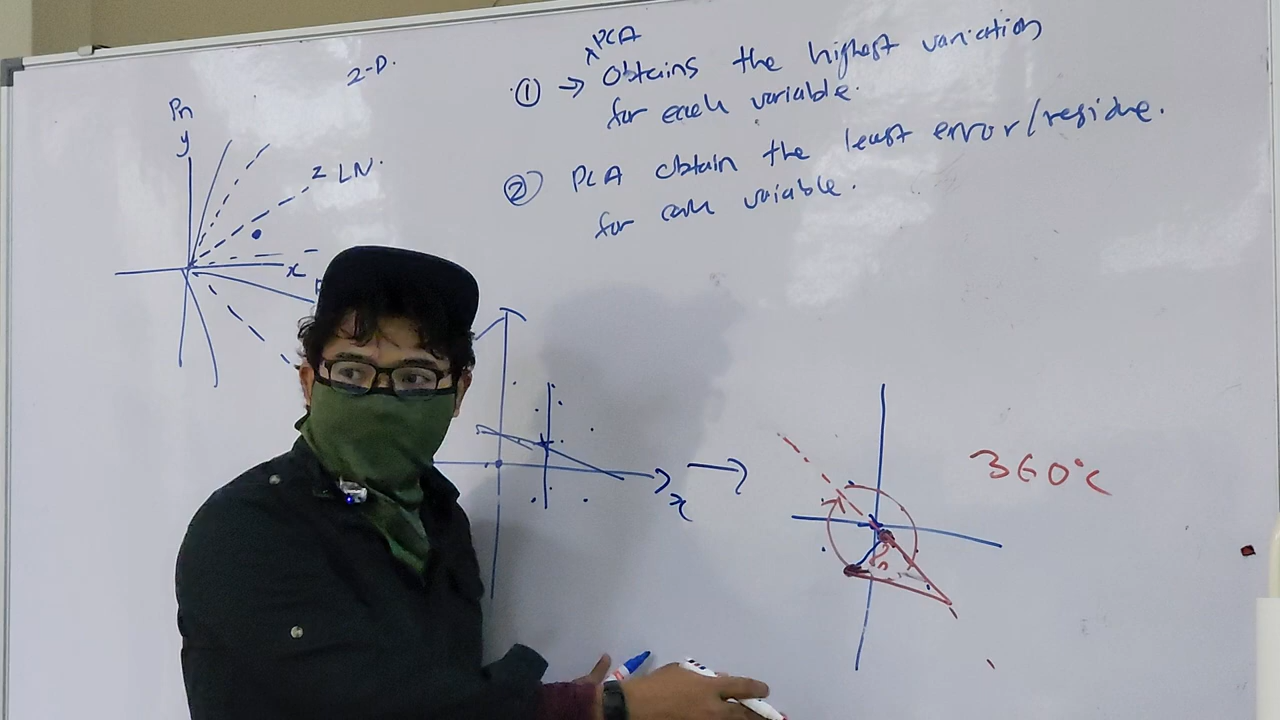 2-D.
Pn
y
2 LN.
x
PCA
① → Obtains the highest variation
for each variable.
② PCA obtain the least error/residue.
for each variable.
x
360°c